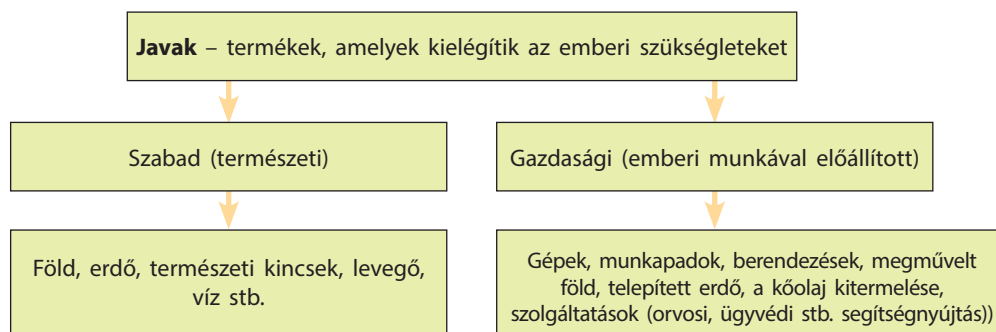 Javak – termékek, amelyek kielégítik az emberi szükségleteket
Szabad (természeti)
Gazdasági (emberi munkával előállított)
Föld, erdő, természeti kincsek, levegő,
víz stb.
Gépek, munkapadok, berendezések, megművelt
föld, telepített erdő, a kőolaj kitermelése,
szolgáltatások (orvosi, ügyvédi stb. segítségnyújtás))